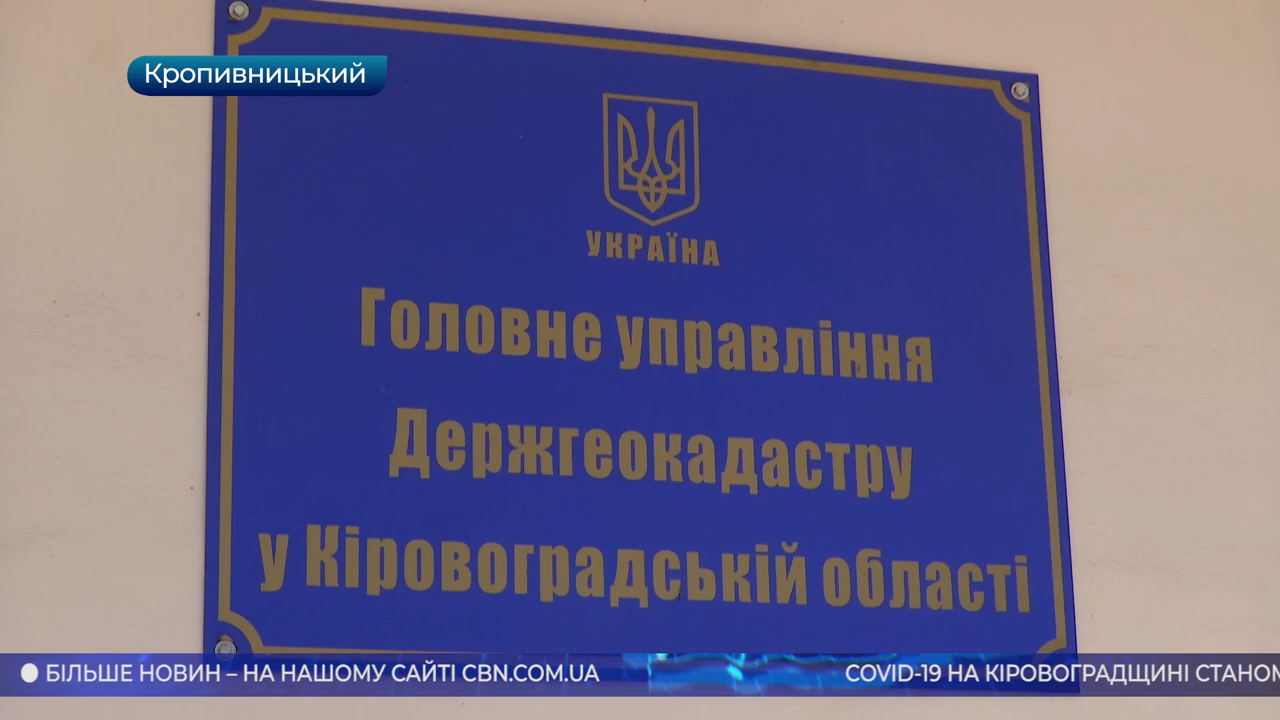 Кропивницький
УКРАЇНА
Головне управління
Держгеокадастру
у Кіровоградській області
БІЛЬШЕ НОВИН – НА НАШОМУ САЙТІ CBN.COM.UA
COVID-19 НА КІРОВОГРАДЩИНІ СТАНОМ